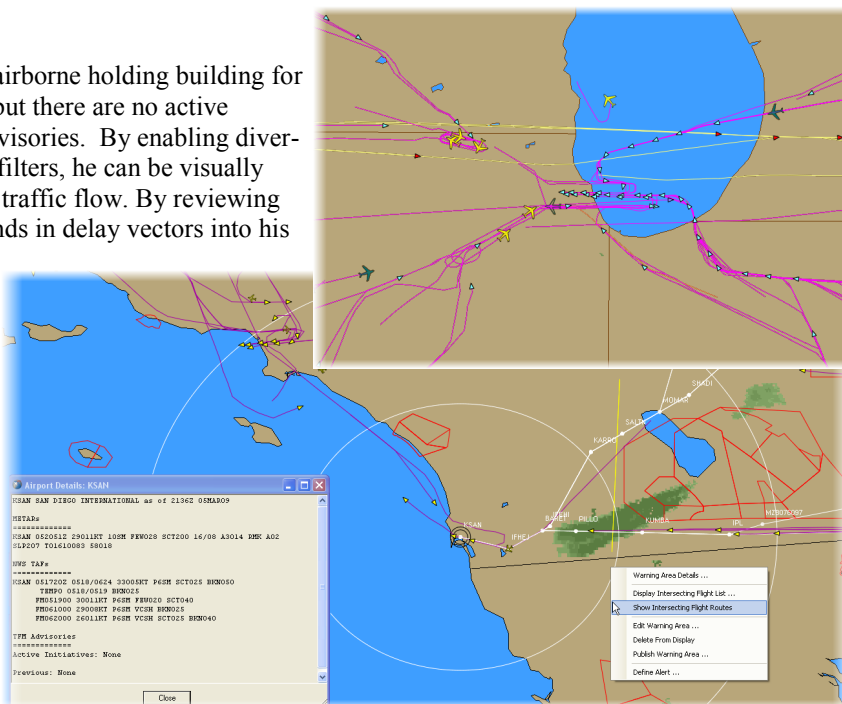 airborne holding building for
but there are no active
visories. By enabling diver-
filters, he can be visually
traffic flow. By reviewing
nds in delay vectors into his
SHADI
MOMAR
SALTN
KARRO
KSAN
IFHEJ
BARET
PILLO
KUMBA
IPL
Airport Details: KSAN
KSAN SAN DIEGO INTERNATIONAL as of 2136Z 05MAR09
METARs
=============
KSAN 052051Z 29011KT 10SM FEW028 SCT200 16/08 A3014 RMK AO2
SLP207 T01610083 58018
NWS TAFs
=============
KSAN 051720Z 0518/0624 33005KT P6SM SCT025 BKN050
TEMPO 0518/0519 BKN025
FM051900 30011KT P6SM FEW020 SCT040
FM061000 29008KT P6SM VCSH BKN025
FM062000 26011KT P6SM VCSH SCT025 BKN040
TFM Advisories
=============
Active Initiatives: None
Previous: None
Close
Warning Area Details ...
Display Intersecting Flight List ...
Show Intersecting Flight Routes
Edit Warning Area ...
Delete From Display
Publish Warning Area ...
Define Alert ...